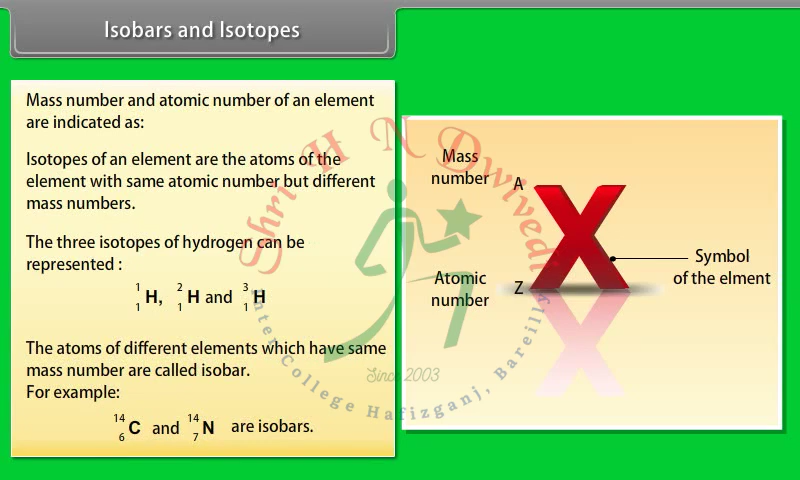 Isobars and Isotopes
Mass number and atomic number of an element
are indicated as:
Isotopes of an element are the atoms of the
element with same atomic number but different
mass numbers.
The three isotopes of hydrogen can be
represented :
¹₁H, ²₁H and ³₁H
The atoms of different elements which have same
mass number are called isobar.
For example:
¹⁴₆C and ¹⁴₇N are isobars.
Mass
number A
X
Symbol
of the elment
Atomic
number Z
Shri H N Dwivedi
Inter College Hafizganj, Bareilly
Since 2003